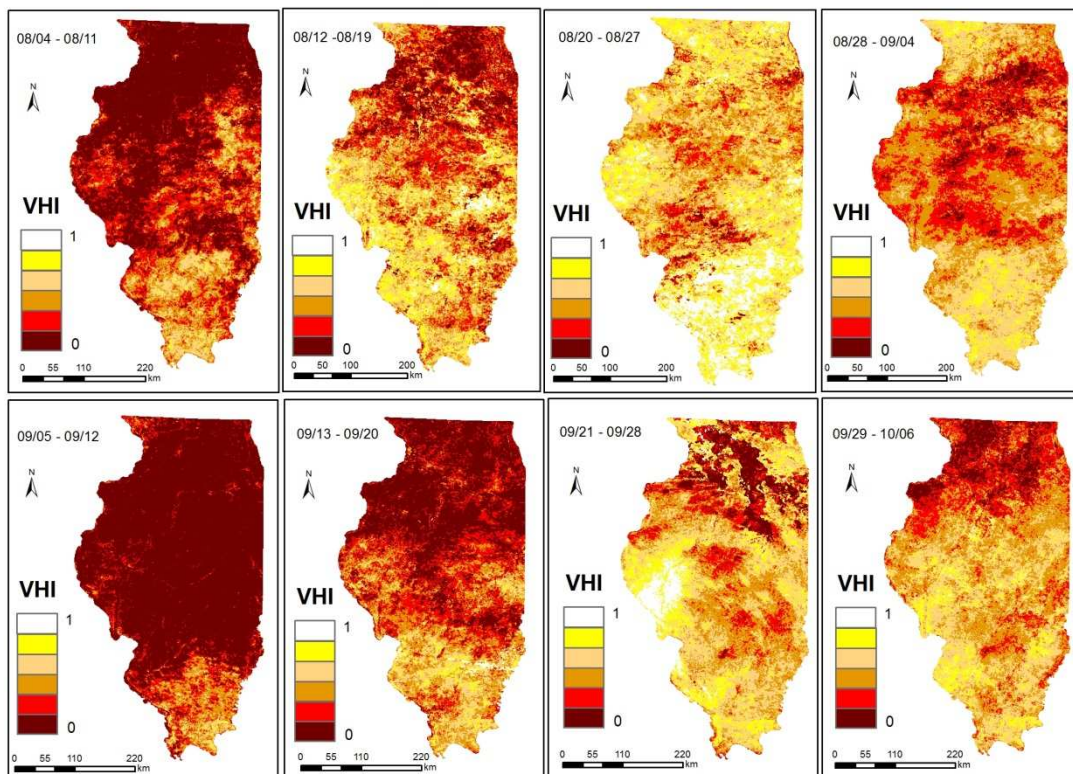 08/04 - 08/11
N
VHI
1
0
0 55 110 220
km
08/12 -08/19
N
VHI
1
0
0 50 100 200
km
08/20 - 08/27
N
VHI
1
0
0 50 100 200
km
08/28 - 09/04
N
VHI
1
0
0 50 100 200
km
09/05 - 09/12
N
VHI
1
0
0 55 110 220
km
09/13 - 09/20
N
VHI
1
0
0 55 110 220
km
09/21 - 09/28
N
VHI
1
0
0 55 110 220
km
09/29 - 10/06
N
VHI
1
0
0 55 110 220
km